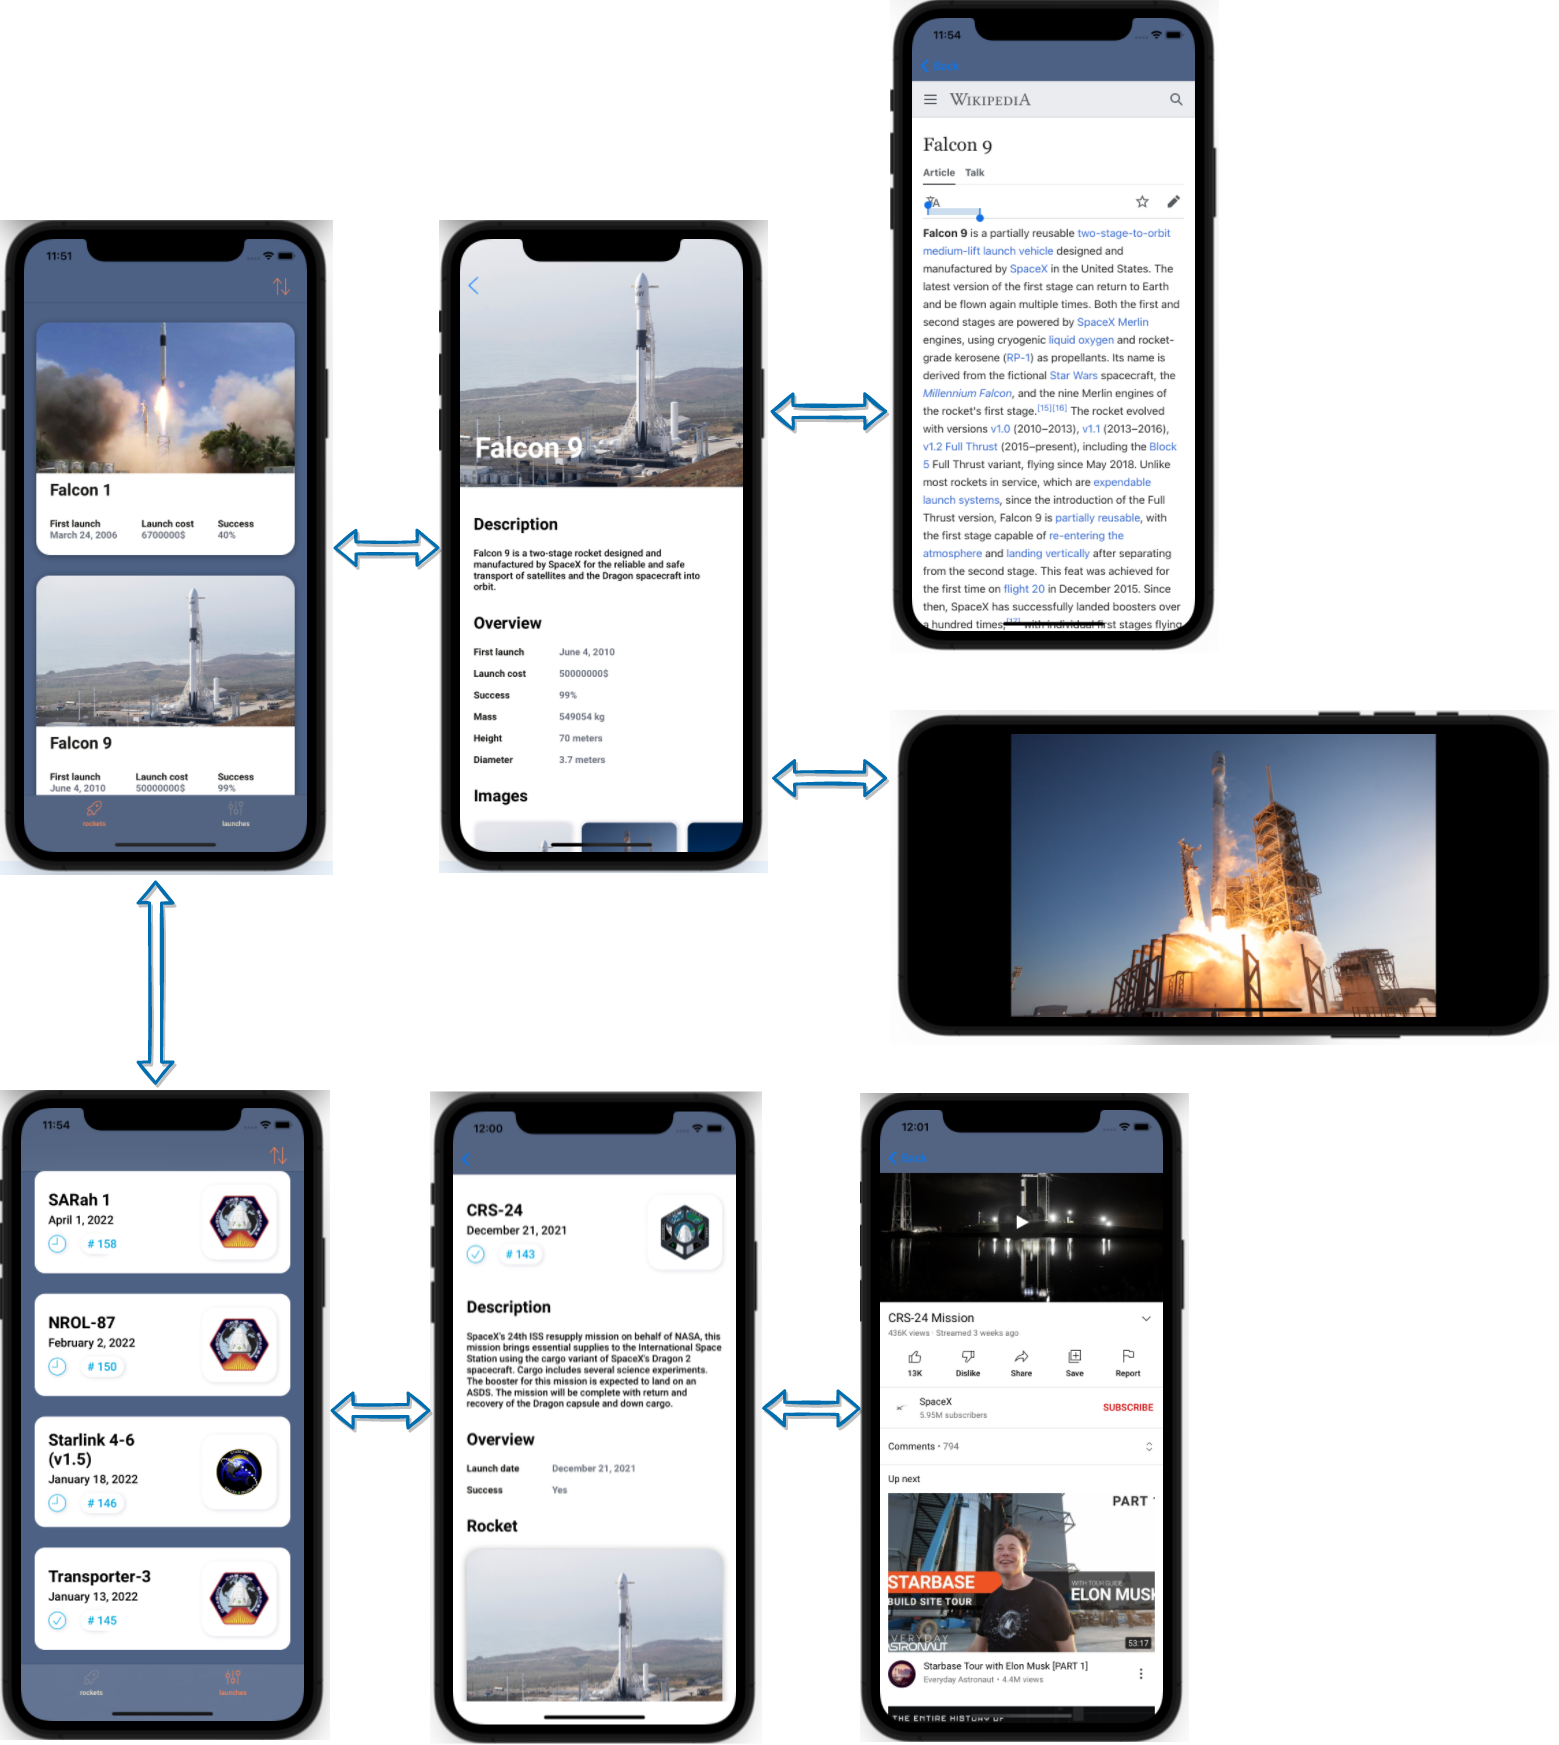 11:51
Falcon 1
First launch Launch cost Success
March 24, 2006 6700000$ 40%
Falcon 9
First launch Launch cost Success
June 4, 2010 50000000$ 99%
rockets launches
Falcon 9
Description
Falcon 9 is a two-stage rocket designed and
manufactured by SpaceX for the reliable and safe
transport of satellites and the Dragon spacecraft into
orbit.
Overview
First launch June 4, 2010
Launch cost 50000000$
Success 99%
Mass 549054 kg
Height 70 meters
Diameter 3.7 meters
Images
11:54
WIKIPEDIA
Falcon 9
Article Talk
Falcon 9 is a partially reusable two-stage-to-orbit
medium-lift launch vehicle designed and
manufactured by SpaceX in the United States. The
latest version of the first stage can return to Earth
and be flown again multiple times. Both the first and
second stages are powered by SpaceX Merlin
engines, using cryogenic liquid oxygen and rocket-
grade kerosene (RP-1) as propellants. Its name is
derived from the fictional Star Wars spacecraft, the
Millennium Falcon, and the nine Merlin engines of
the rocket's first stage.[15][16] The rocket evolved
with versions v1.0 (2010–2013), v1.1 (2013–2016),
v1.2 Full Thrust (2015–present), including the Block
5 Full Thrust variant, flying since May 2018. Unlike
most rockets in service, which are expendable
launch systems, since the introduction of the Full
Thrust version, Falcon 9 is partially reusable, with
the first stage capable of re-entering the
atmosphere and landing vertically after separating
from the second stage. This feat was achieved for
the first time on flight 20 in December 2015. Since
then, SpaceX has successfully landed boosters over
a hundred times,[17] with individual first stages flying
11:54
SARah 1
April 1, 2022
# 158
NROL-87
February 2, 2022
# 150
Starlink 4-6
(v1.5)
January 18, 2022
# 146
Transporter-3
January 13, 2022
# 145
rockets launches
12:00
CRS-24
December 21, 2021
# 143
Description
SpaceX's 24th ISS resupply mission on behalf of NASA, this
mission brings essential supplies to the International Space
Station using the cargo variant of SpaceX's Dragon 2
spacecraft. Cargo includes several science experiments.
The booster for this mission is expected to land on an
ASDS. The mission will be complete with return and
recovery of the Dragon capsule and down cargo.
Overview
Launch date December 21, 2021
Success Yes
Rocket
12:01
CRS-24 Mission
436K views · Streamed 3 weeks ago
13K Dislike Share Save Report
SpaceX
5.95M subscribers
SUBSCRIBE
Comments • 794
Up next
PART
STARBASE
BUILD SITE TOUR
WITH TOUR GUIDE
ELON MUSK
EVERYDAY
ASTRONAUT
53:17
Starbase Tour with Elon Musk [PART 1]
Everyday Astronaut • 4.4M views
THE ENTIRE HISTORY OF